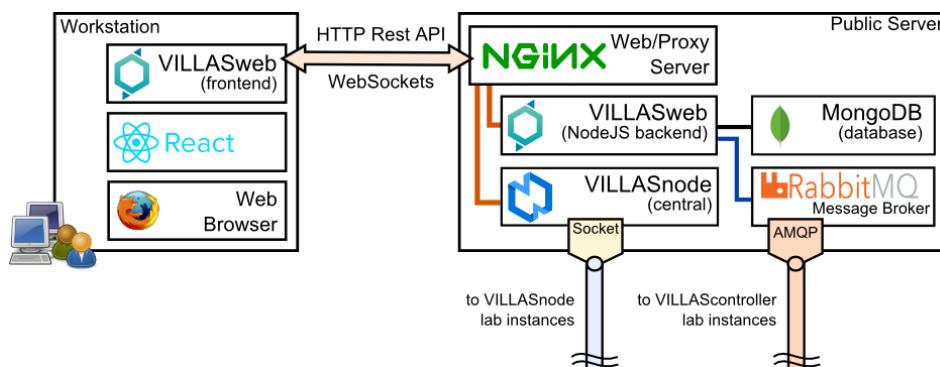 Workstation
VILLASweb
(frontend)
React
Web
Browser
HTTP Rest API
WebSockets
Public Server
NGINX
Web/Proxy
Server
VILLASweb
(NodeJS backend)
MongoDB
(database)
VILLASnode
(central)
RabbitMQ
Message Broker
Socket
AMQP
to VILLASnode
lab instances
to VILLAScontroller
lab instances